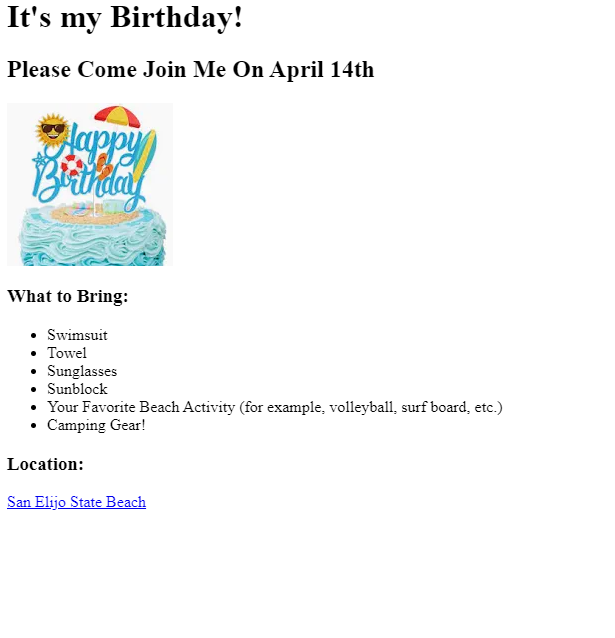 It's my Birthday!
Please Come Join Me On April 14th
Happy
Birthday
What to Bring:
Swimsuit
Towel
Sunglasses
Sunblock
Your Favorite Beach Activity (for example, volleyball, surf board, etc.)
Camping Gear!
Location:
San Elijo State Beach